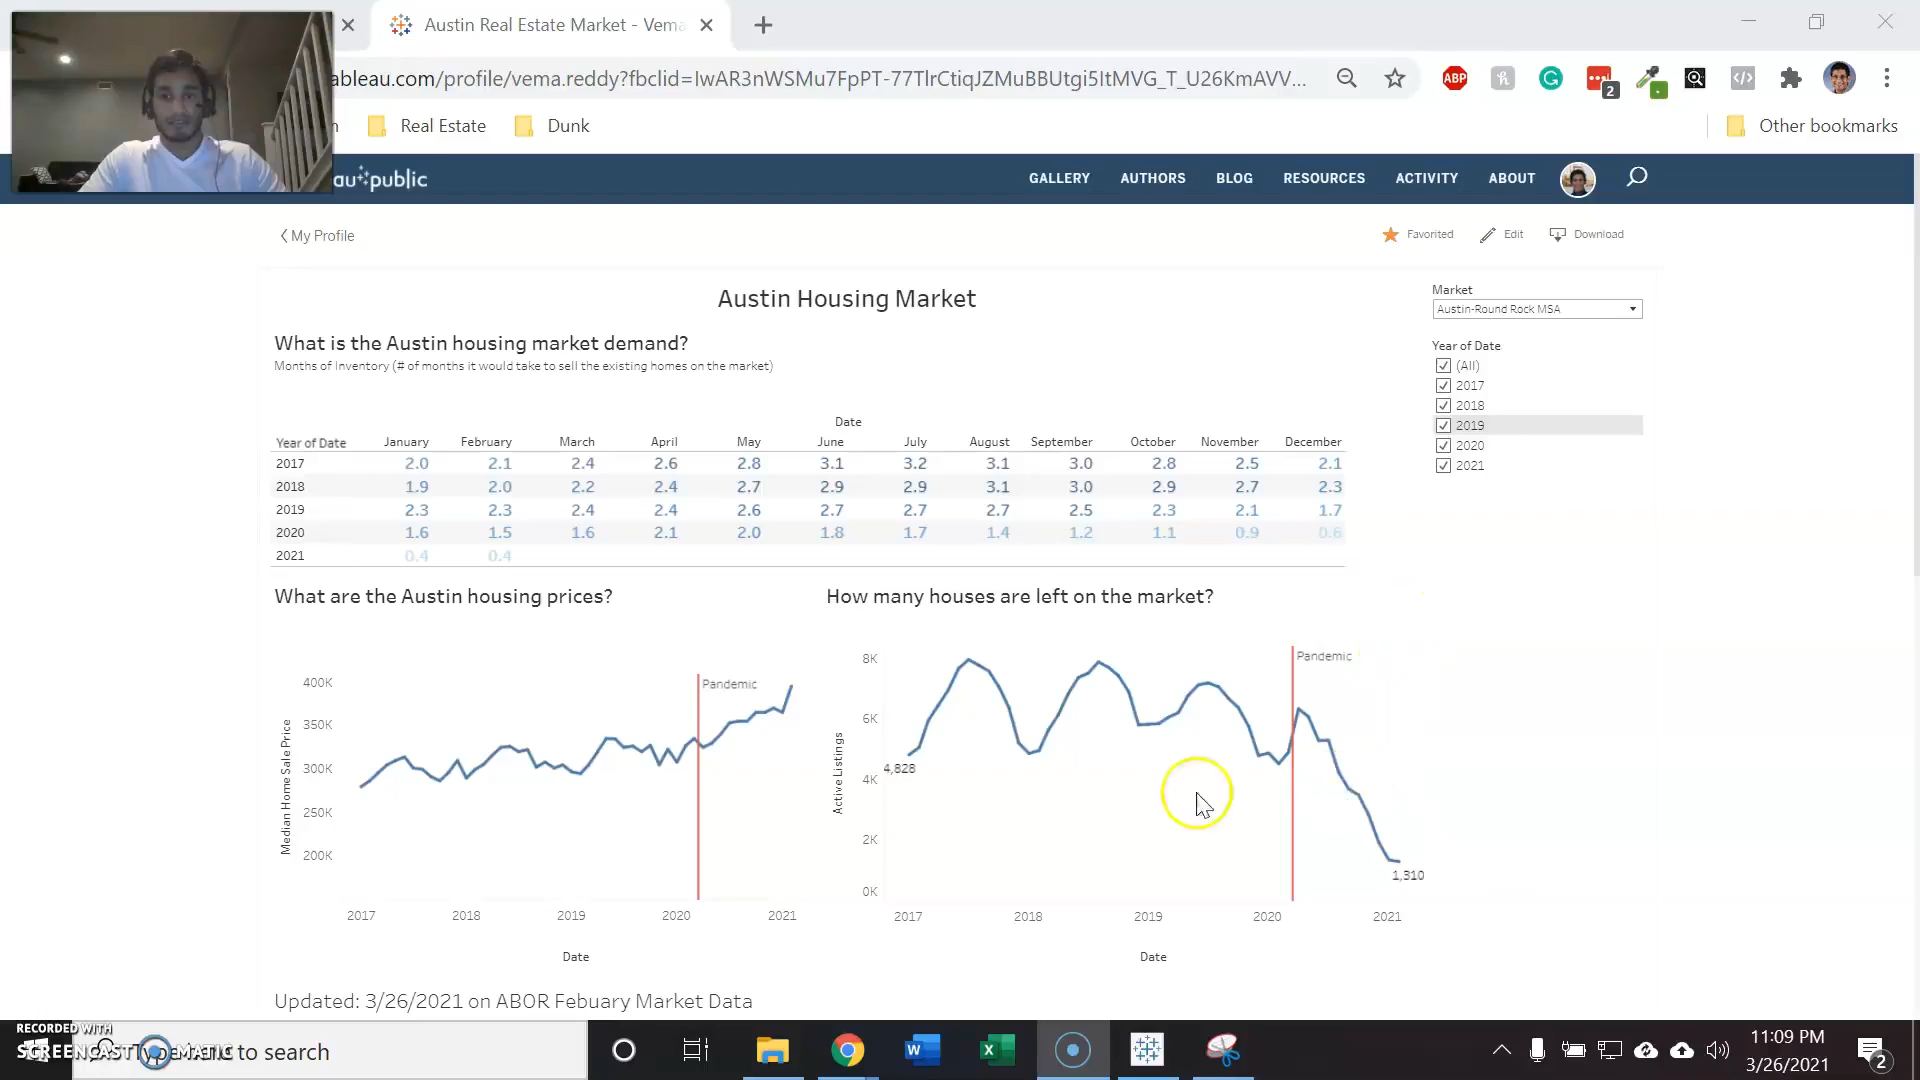 Austin Real Estate Market - Vema
ableau.com/profile/vema.reddy?fbclid=IwAR3nWSMu7FpPT-77TlrCtiqJZMuBBUtgi5ItMVG_T_U26KmAVV...
ABP
2
Real Estate
Dunk
Other bookmarks
au public
GALLERY AUTHORS BLOG RESOURCES ACTIVITY ABOUT
My Profile
Favorited
Edit
Download
Austin Housing Market
Market
Austin-Round Rock MSA
What is the Austin housing market demand?
Months of Inventory (# of months it would take to sell the existing homes on the market)
Year of Date
(All)
2017
2018
2019
2020
2021
Date
Year of Date January February March April May June July August September October November December
2017 2.0 2.1 2.4 2.6 2.8 3.1 3.2 3.1 3.0 2.8 2.5 2.1
2018 1.9 2.0 2.2 2.4 2.7 2.9 2.9 3.1 3.0 2.9 2.7 2.3
2019 2.3 2.3 2.4 2.4 2.6 2.7 2.7 2.7 2.5 2.3 2.1 1.7
2020 1.6 1.5 1.6 2.1 2.0 1.8 1.7 1.4 1.2 1.1 0.9 0.6
2021 0.4 0.4
What are the Austin housing prices?
Median Home Sale Price
400K
350K
300K
250K
200K
Pandemic
2017 2018 2019 2020 2021
Date
How many houses are left on the market?
Active Listings
8K
6K
4K
2K
0K
4,828
Pandemic
1,310
2017 2018 2019 2020 2021
Date
Updated: 3/26/2021 on ABOR Febuary Market Data
RECORDED WITH
SCREENCAST MATIC
Type here to search
11:09 PM
3/26/2021
2